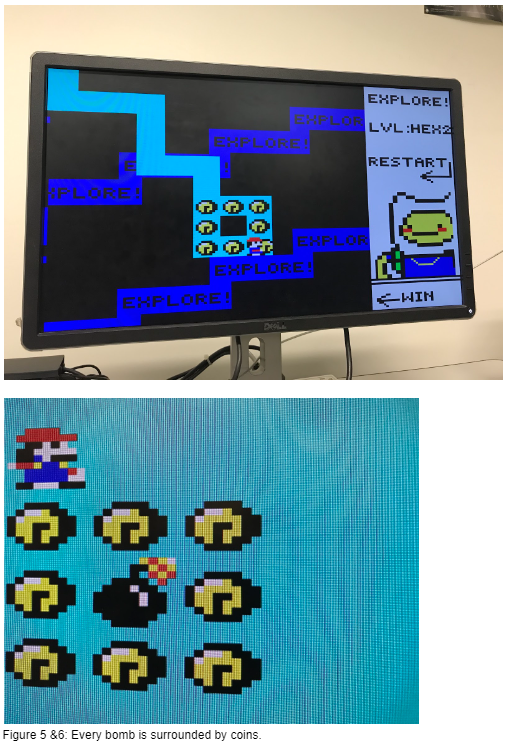 EXPLORE!
LVL:HEX2
RESTART
EXPLOR
EXPLORE!
E
XPLORE!
EXPLOR
EXPLORE!
EXPLORE!
WIN
DELL
Figure 5 &6: Every bomb is surrounded by coins.